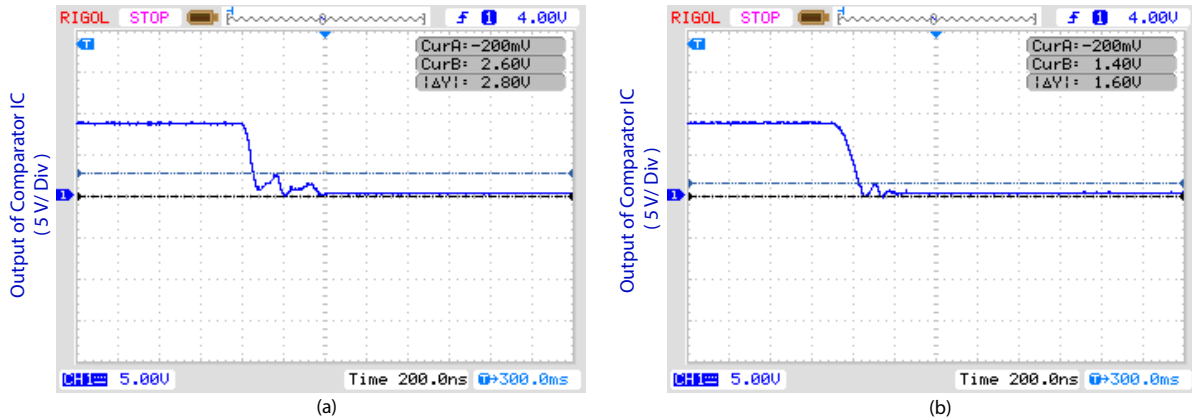 RIGOL STOP 1 4.00V
T
CurA:-200mV
CurB: 2.60V
|ΔY|: 2.80V
Output of Comparator IC
( 5 V/ Div )
1
CH1 5.00V Time 200.0ns T→300.0ms
(a)
RIGOL STOP 1 4.00V
T
CurA:-200mV
CurB: 1.40V
|ΔY|: 1.60V
Output of Comparator IC
( 5 V/ Div )
1
CH1 5.00V Time 200.0ns T→300.0ms
(b)